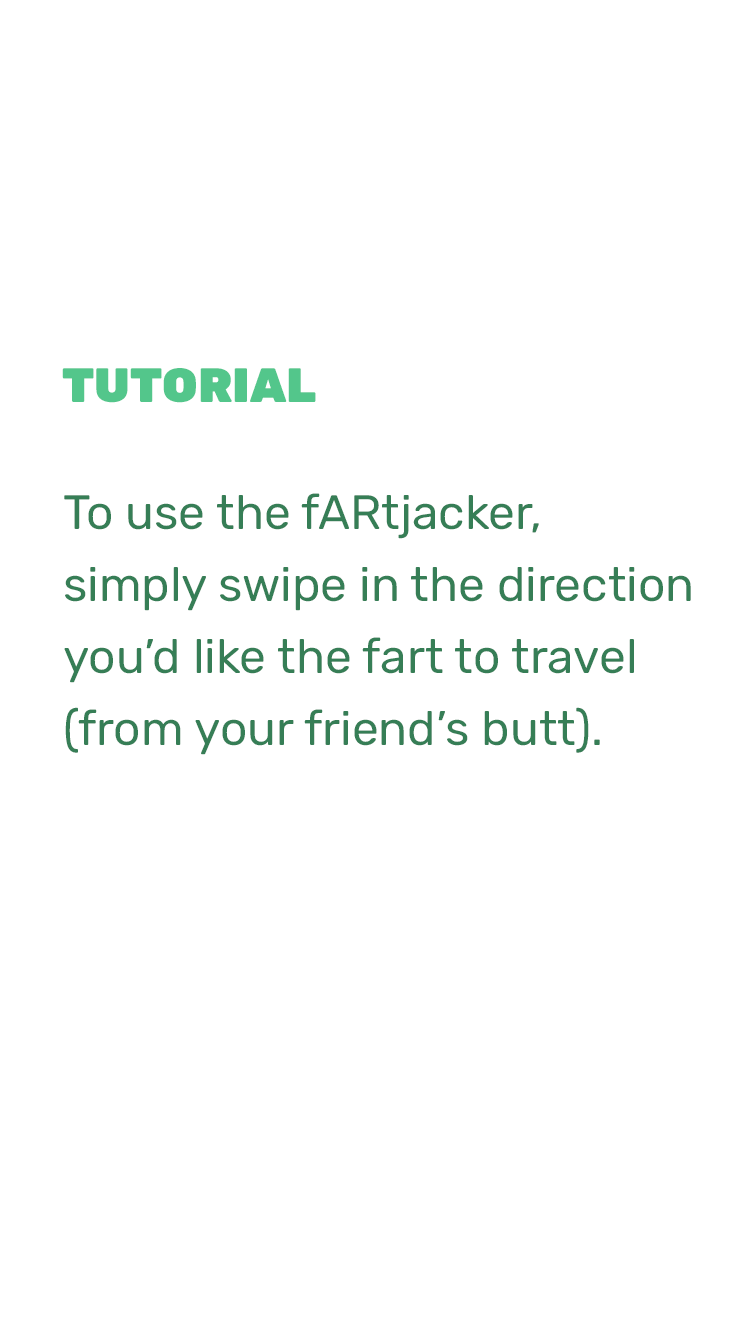 TUTORIAL
To use the fARtjacker,
simply swipe in the direction
you’d like the fart to travel
(from your friend’s butt).